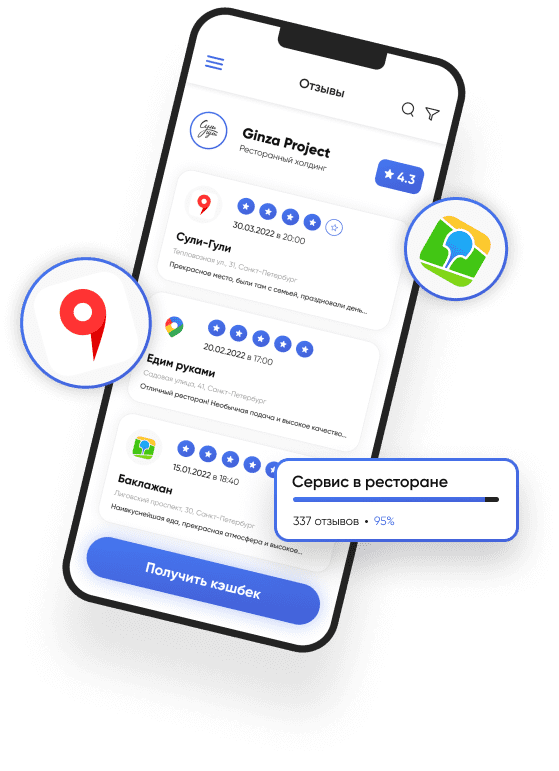 Отзывы
Сули
Гули
Ginza Project
Ресторанный холдинг
4.3
30.03.2022 в 20:00
Сули-Гули
Тепловозная ул., 31, Санкт-Петербург
Прекрасное место, были там с семьей, праздновали день...
20.02.2022 в 17:00
Едим руками
Садовая улица, 41, Санкт-Петербург
Отличный ресторан! Необычная подача и высокое качество...
15.01.2022 в 18:40
Баклажан
Лиговский проспект, 30, Санкт-Петербург
Наивкуснейшая еда, прекрасная атмосфера и высокое...
Сервис в ресторане
337 отзывов • 95%
Получить кэшбек